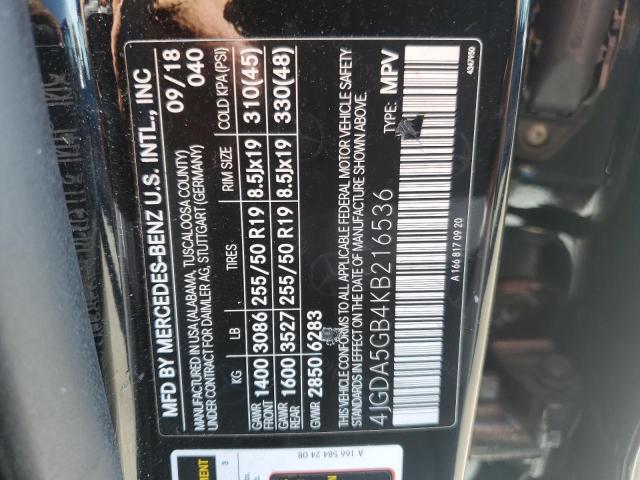 MFD BY MERCEDES-BENZ U.S. INTL., INC
MANUFACTURED IN USA (ALABAMA, TUSCALOOSA COUNTY)
UNDER CONTRACT FOR DAIMLER AG, STUTTGART (GERMANY)
09/18
040
KG LB TIRES RIM SIZE COLD KPA (PSI)
GAWR FRONT 1400 3086 255/50 R19 8.5Jx19 310(45)
GAWR REAR 1600 3527 255/50 R19 8.5Jx19 330(48)
GVWR 2850 6283
THIS VEHICLE CONFORMS TO ALL APPLICABLE FEDERAL MOTOR VEHICLE SAFETY
STANDARDS IN EFFECT ON THE DATE OF MANUFACTURE SHOWN ABOVE.
4JGDA5GB4KB216536 TYPE: MPV
A 166 817 09 20
4347050
A 166 584 24 08